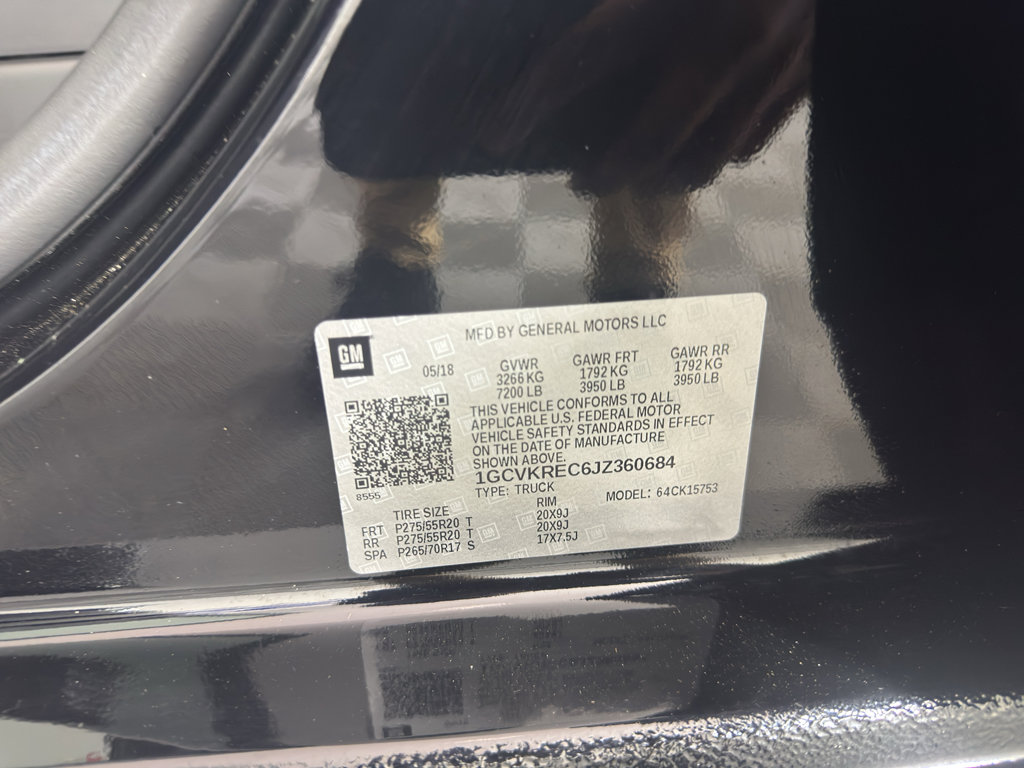 GM
MFD BY GENERAL MOTORS LLC
05/18
GVWR GAWR FRT GAWR RR
3266 KG 1792 KG 1792 KG
7200 LB 3950 LB 3950 LB
THIS VEHICLE CONFORMS TO ALL
APPLICABLE U.S. FEDERAL MOTOR
VEHICLE SAFETY STANDARDS IN EFFECT
ON THE DATE OF MANUFACTURE
SHOWN ABOVE.
1GCVKREC6JZ360684
8555
TYPE: TRUCK MODEL: 64CK15753
TIRE SIZE RIM
FRT P275/55R20 T 20X9J
RR P275/55R20 T 20X9J
SPA P265/70R17 S 17X7.5J